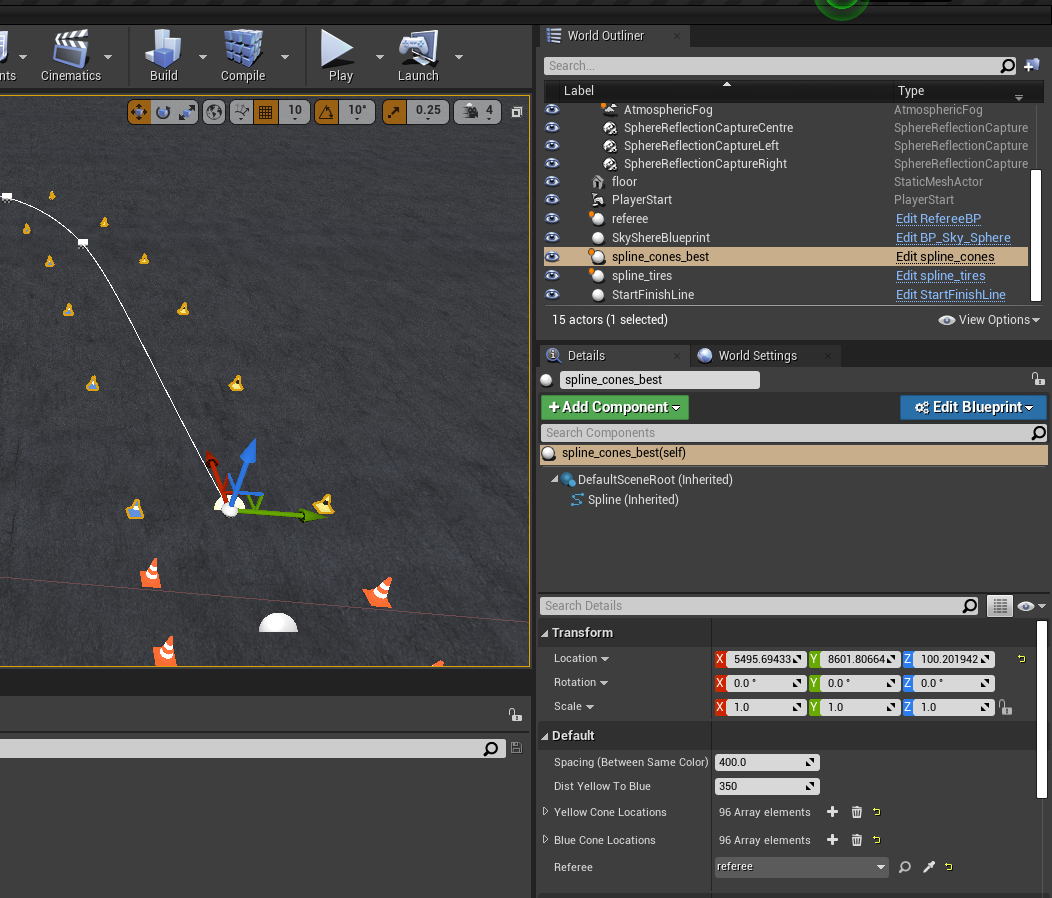 nts
Cinematics
Build
Compile
Play
Launch
10
10°
0.25
4
World Outliner
Search...
Label
Type
AtmosphericFog
AtmosphericFog
SphereReflectionCaptureCentre
SphereReflectionCapture
SphereReflectionCaptureLeft
SphereReflectionCapture
SphereReflectionCaptureRight
SphereReflectionCapture
floor
StaticMeshActor
PlayerStart
PlayerStart
referee
Edit RefereeBP
SkyShereBlueprint
Edit BP_Sky_Sphere
spline_cones_best
Edit spline_cones
spline_tires
Edit spline_tires
StartFinishLine
Edit StartFinishLine
15 actors (1 selected)
View Options
Details
World Settings
spline_cones_best
Add Component
Edit Blueprint
Search Components
spline_cones_best(self)
DefaultSceneRoot (Inherited)
Spline (Inherited)
Search Details
Transform
Location
X 5495.69433 Y 8601.80664 Z 100.201942
Rotation
X 0.0 ° Y 0.0 ° Z 0.0 °
Scale
X 1.0 Y 1.0 Z 1.0
Default
Spacing (Between Same Color)
400.0
Dist Yellow To Blue
350
Yellow Cone Locations
96 Array elements
Blue Cone Locations
96 Array elements
Referee
referee